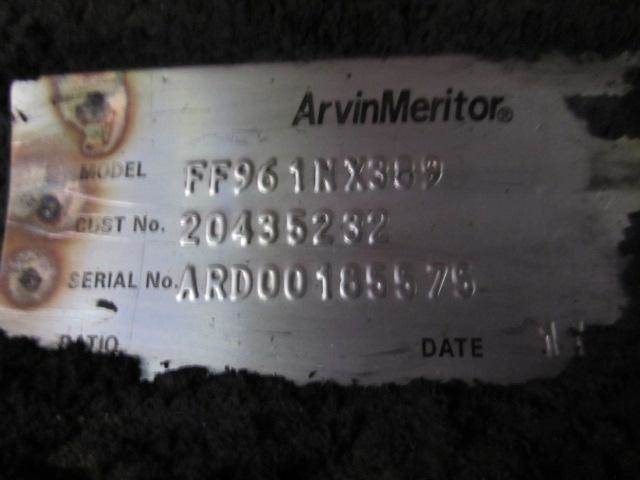 ArvinMeritor®
MODEL FF961NX389
CUST No. 20435232
SERIAL No. ARD00185575
RATIO DATE